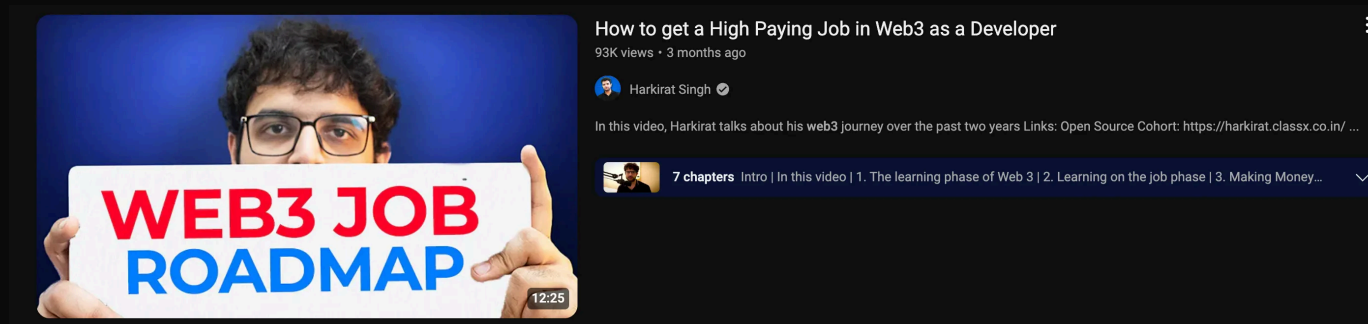 WEB3 JOB
ROADMAP
12:25
How to get a High Paying Job in Web3 as a Developer
93K views • 3 months ago
Harkirat Singh
In this video, Harkirat talks about his web3 journey over the past two years Links: Open Source Cohort: https://harkirat.classx.co.in/ ...
7 chapters Intro | In this video | 1. The learning phase of Web 3 | 2. Learning on the job phase | 3. Making Money...